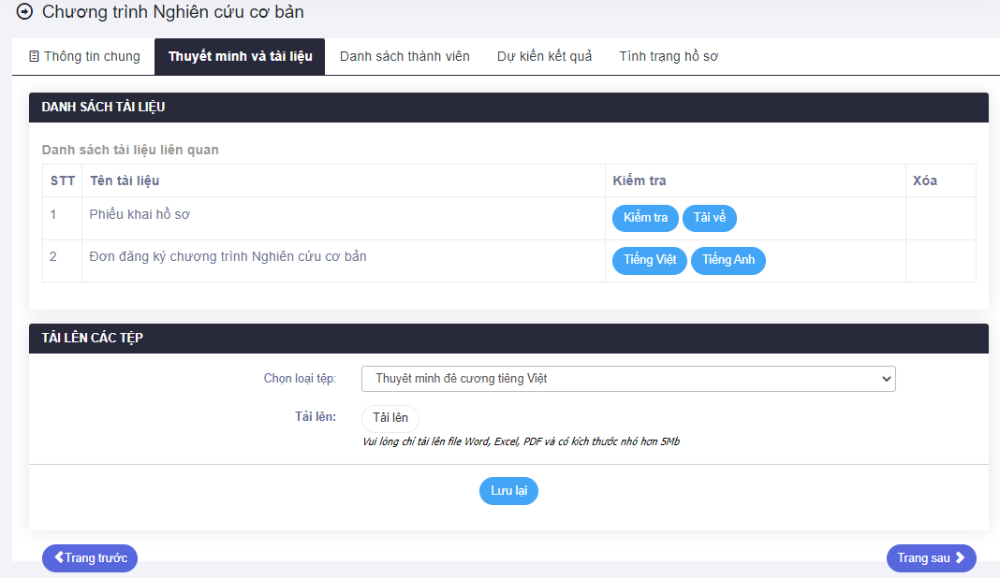 Chương trình Nghiên cứu cơ bản
Thông tin chung Thuyết minh và tài liệu Danh sách thành viên Dự kiến kết quả Tình trạng hồ sơ
DANH SÁCH TÀI LIỆU
Danh sách tài liệu liên quan
STT Tên tài liệu Kiểm tra Xóa
1 Phiếu khai hồ sơ Kiểm tra Tải về
2 Đơn đăng ký chương trình Nghiên cứu cơ bản Tiếng Việt Tiếng Anh
TẢI LÊN CÁC TỆP
Chọn loại tệp: Thuyết minh đề cương tiếng Việt
Tải lên: Tải lên
Vui lòng chỉ tải lên file Word, Excel, PDF và có kích thước nhỏ hơn 5Mb
Lưu lại
Trang trước Trang sau